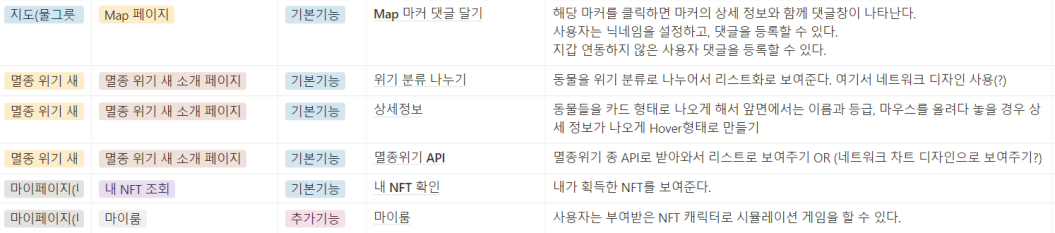 지도(물그릇 Map 페이지 기본기능 Map 마커 댓글 달기 해당 마커를 클릭하면 마커의 상세 정보와 함께 댓글창이 나타난다.
사용자는 닉네임을 설정하고, 댓글을 등록할 수 있다.
지갑 연동하지 않은 사용자 댓글을 등록할 수 있다.
멸종 위기 새 멸종 위기 새 소개 페이지 기본기능 위기 분류 나누기 동물을 위기 분류로 나누어서 리스트화로 보여준다. 여기서 네트워크 디자인 사용(?)
멸종 위기 새 멸종 위기 새 소개 페이지 기본기능 상세정보 동물들을 카드 형태로 나오게 해서 앞면에서는 이름과 등급, 마우스를 올려다 놓을 경우 상
세 정보가 나오게 Hover형태로 만들기
멸종 위기 새 멸종 위기 새 소개 페이지 기본기능 멸종위기 API 멸종위기 종 API로 받아와서 리스트로 보여주기 OR (네트워크 차트 디자인으로 보여주기?)
마이페이지( 내 NFT 조회 기본기능 내 NFT 확인 내가 획득한 NFT를 보여준다.
마이페이지( 마이룸 추가기능 마이룸 사용자는 부여받은 NFT 캐릭터로 시뮬레이션 게임을 할 수 있다.